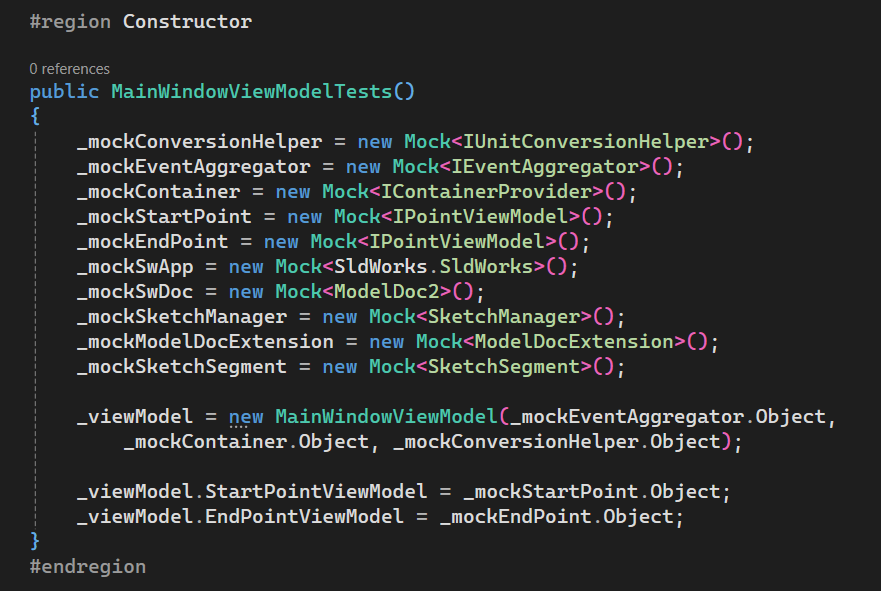 #region Constructor
0 references
public MainWindowViewModelTests()
{
_mockConversionHelper = new Mock<IUnitConversionHelper>();
_mockEventAggregator = new Mock<IEventAggregator>();
_mockContainer = new Mock<IContainerProvider>();
_mockStartPoint = new Mock<IPointViewModel>();
_mockEndPoint = new Mock<IPointViewModel>();
_mockSwApp = new Mock<SldWorks.SldWorks>();
_mockSwDoc = new Mock<ModelDoc2>();
_mockSketchManager = new Mock<SketchManager>();
_mockModelDocExtension = new Mock<ModelDocExtension>();
_mockSketchSegment = new Mock<SketchSegment>();
_viewModel = new MainWindowViewModel(_mockEventAggregator.Object,
_mockContainer.Object, _mockConversionHelper.Object);
_viewModel.StartPointViewModel = _mockStartPoint.Object;
_viewModel.EndPointViewModel = _mockEndPoint.Object;
}
#endregion